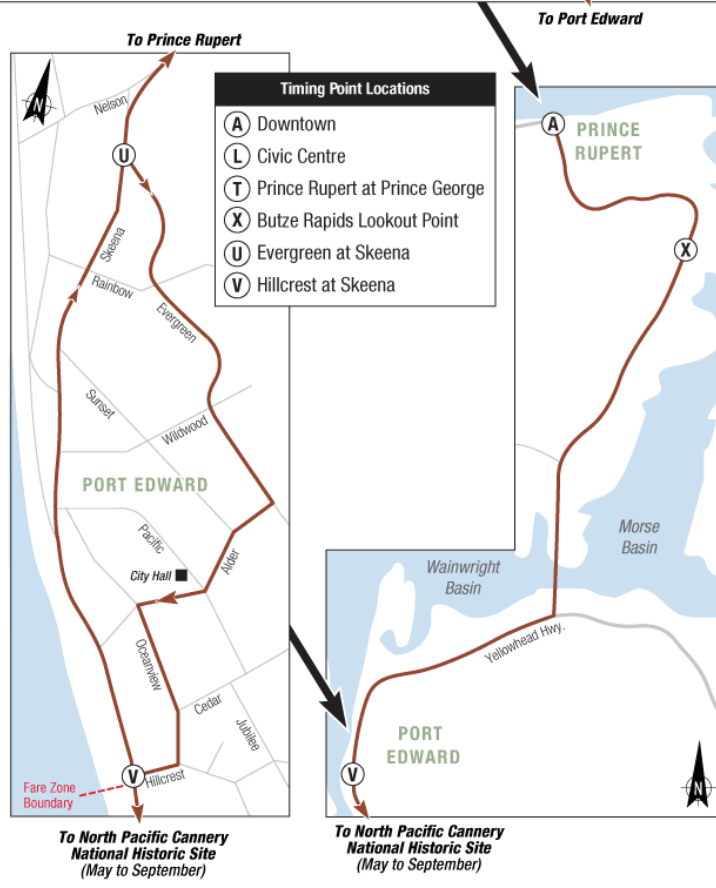 To Port Edward
To Prince Rupert
N
Nelson
U
Skeena
Rainbow
Evergreen
Sunset
Wildwood
PORT EDWARD
Pacific
City Hall
Alder
Oceanview
Cedar
Jubilee
V
Hillcrest
Fare Zone
Boundary
To North Pacific Cannery
National Historic Site
(May to September)
Timing Point Locations
A Downtown
L Civic Centre
T Prince Rupert at Prince George
X Butze Rapids Lookout Point
U Evergreen at Skeena
V Hillcrest at Skeena
A
PRINCE
RUPERT
X
Morse
Basin
Wainwright
Basin
Yellowhead Hwy.
PORT
EDWARD
V
N
To North Pacific Cannery
National Historic Site
(May to September)